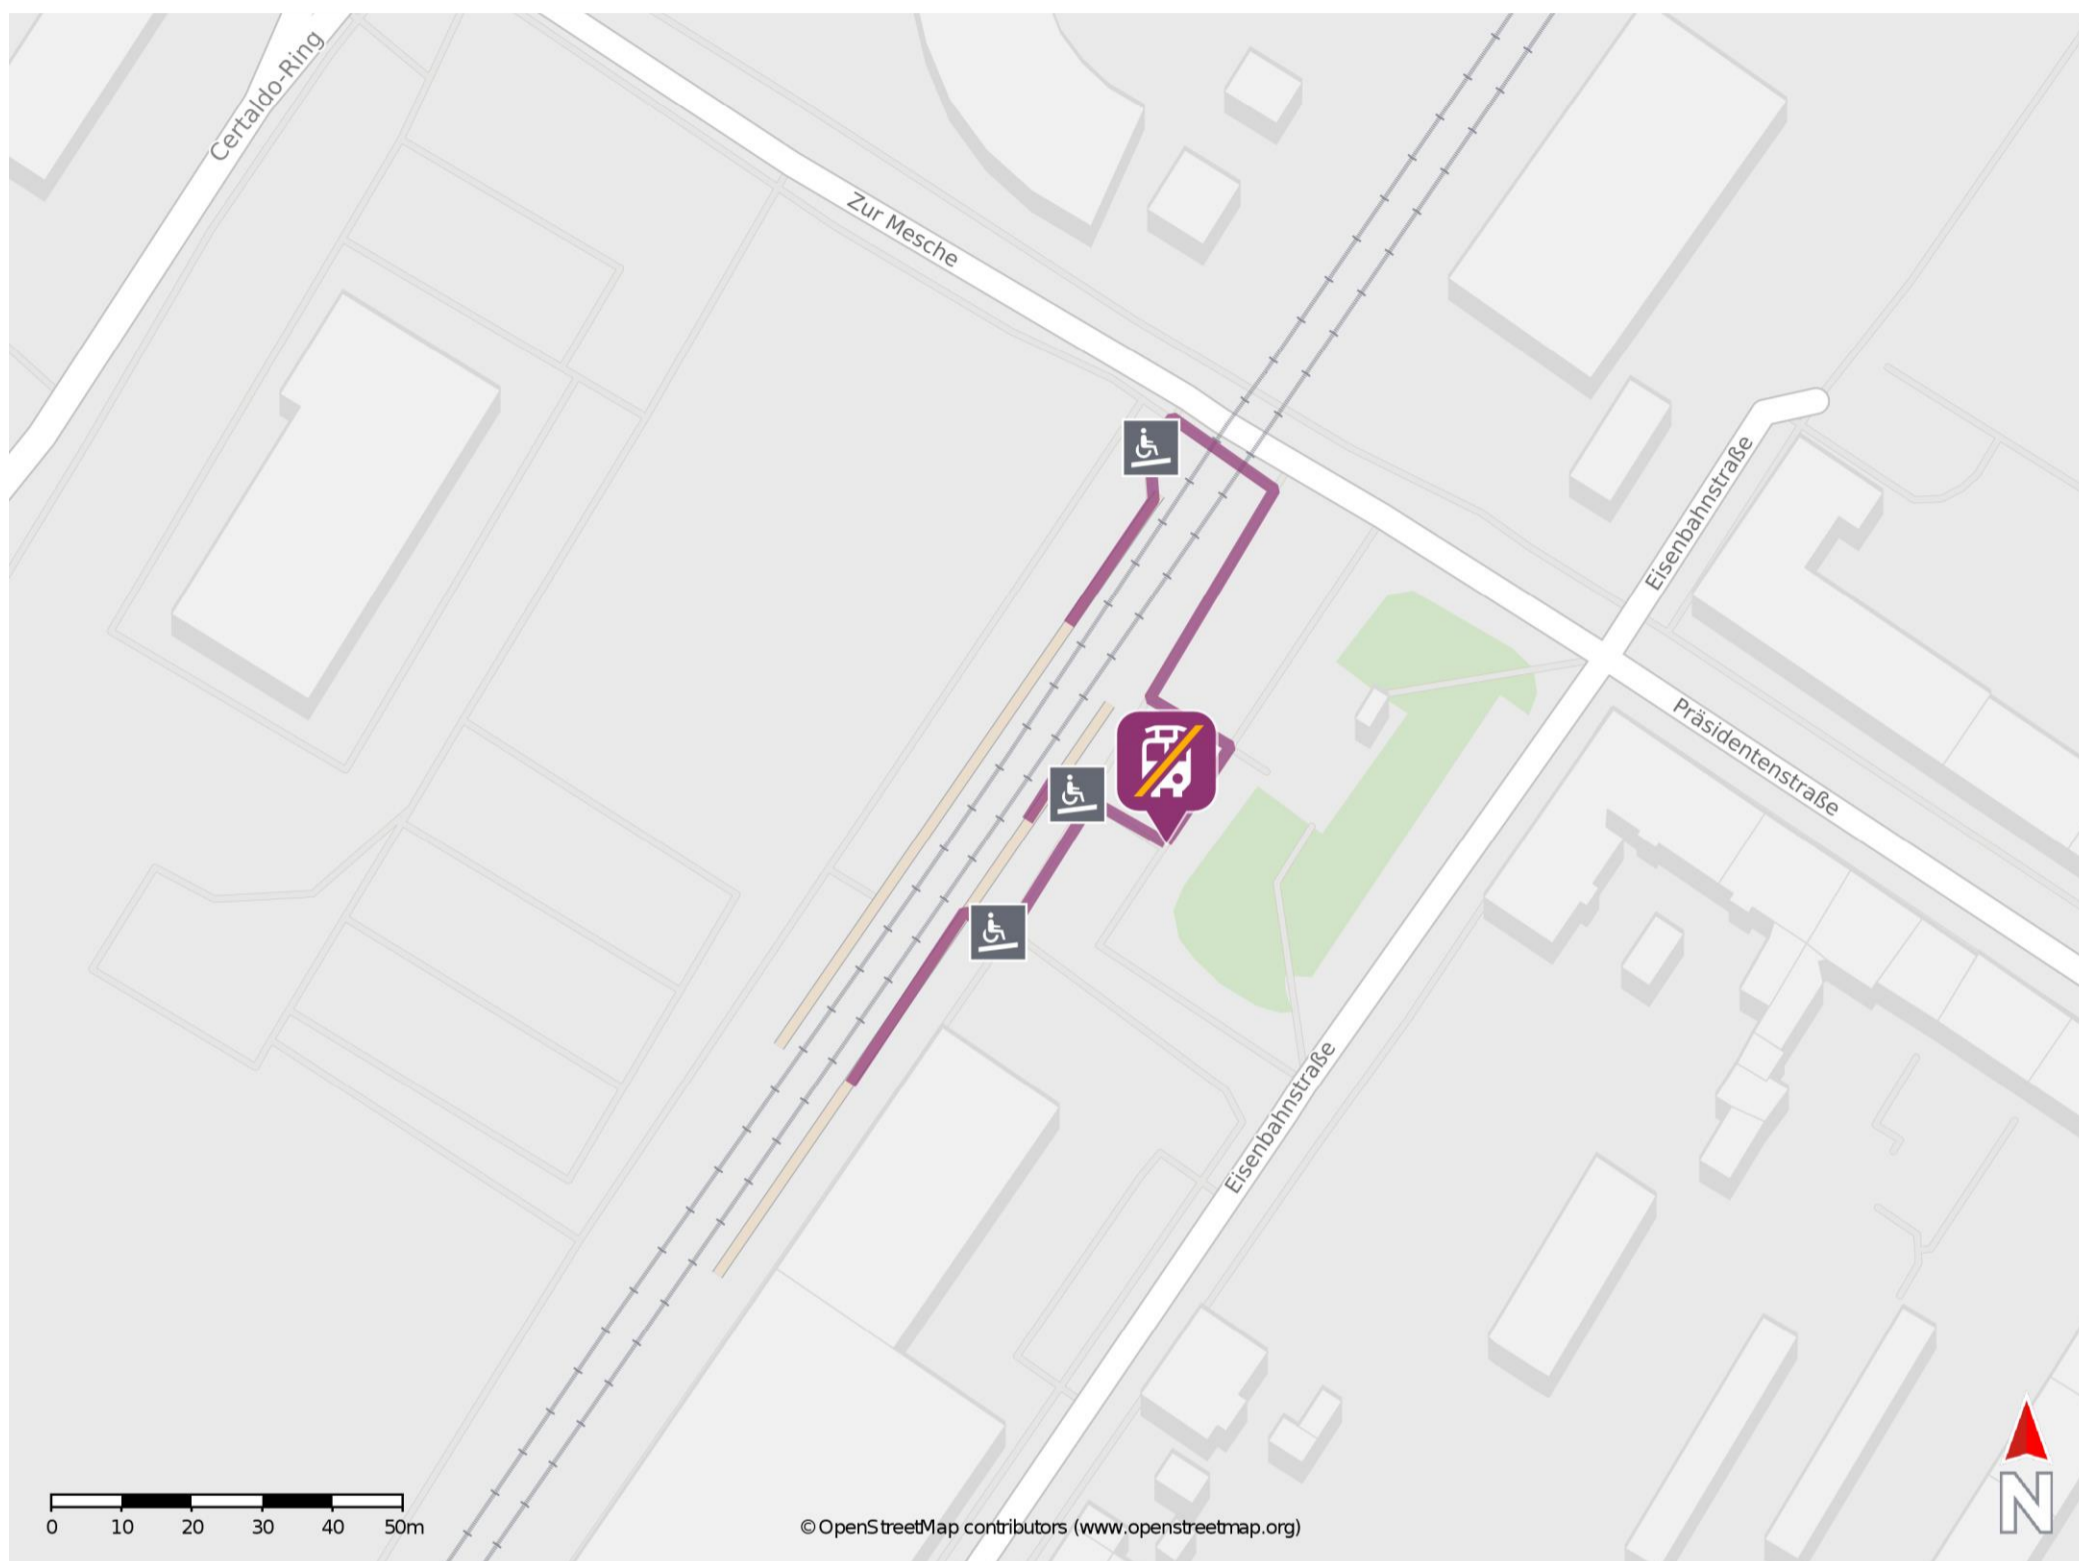 Certaldo-Ring
Zur Mesche
Eisenbahnstraße
Präsidentenstraße
Eisenbahnstraße
0 10 20 30 40 50m
© OpenStreetMap contributors (www.openstreetmap.org)
N